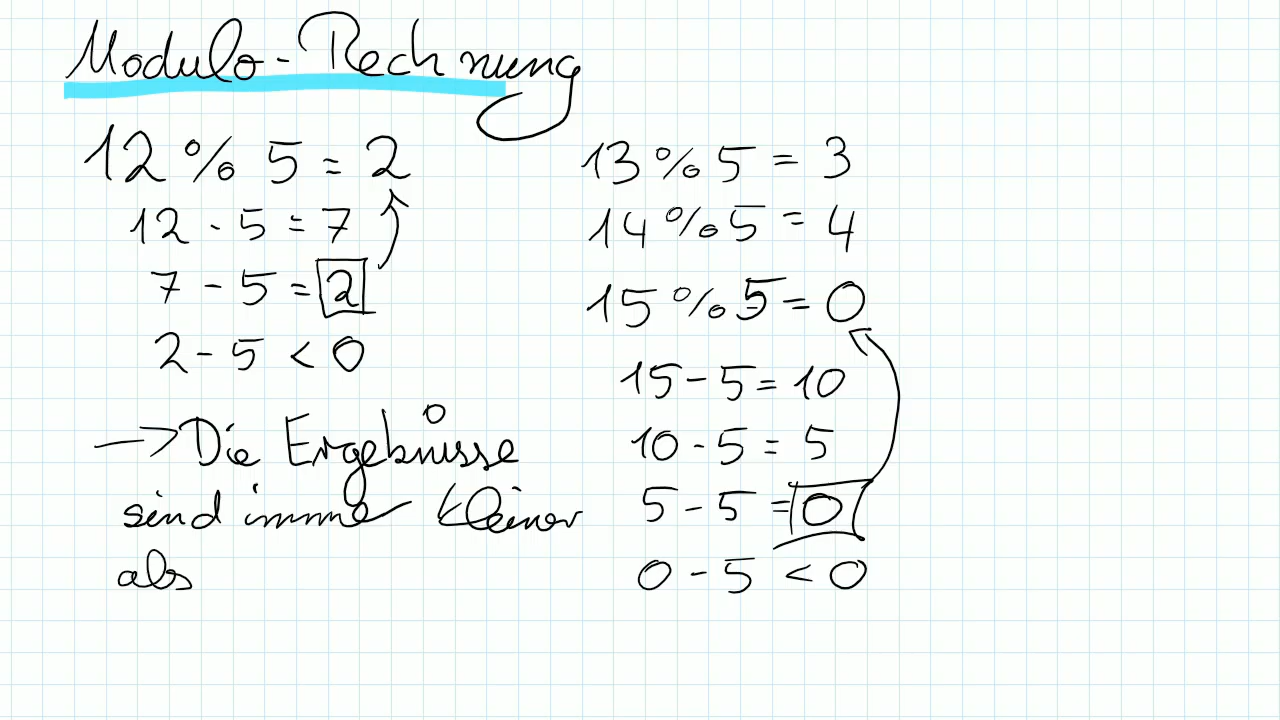 Modulo-Rechnung
12 % 5 = 2
12 - 5 = 7
7 - 5 = 2
2 - 5 < 0
→ Die Ergebnisse
sind immer kleiner
als
13 % 5 = 3
14 % 5 = 4
15 % 5 = 0
15 - 5 = 10
10 - 5 = 5
5 - 5 = 0
0 - 5 < 0